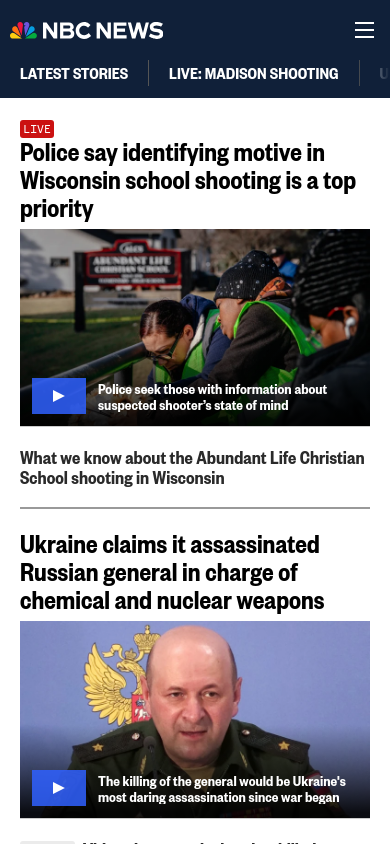 NBC NEWS
LATEST STORIES
LIVE: MADISON SHOOTING
LIVE
Police say identifying motive in
Wisconsin school shooting is a top
priority
ABUNDANT LIFE
CHRISTIAN SCHOOL
Police seek those with information about
suspected shooter's state of mind
What we know about the Abundant Life Christian
School shooting in Wisconsin
Ukraine claims it assassinated
Russian general in charge of
chemical and nuclear weapons
The killing of the general would be Ukraine's
most daring assassination since war began